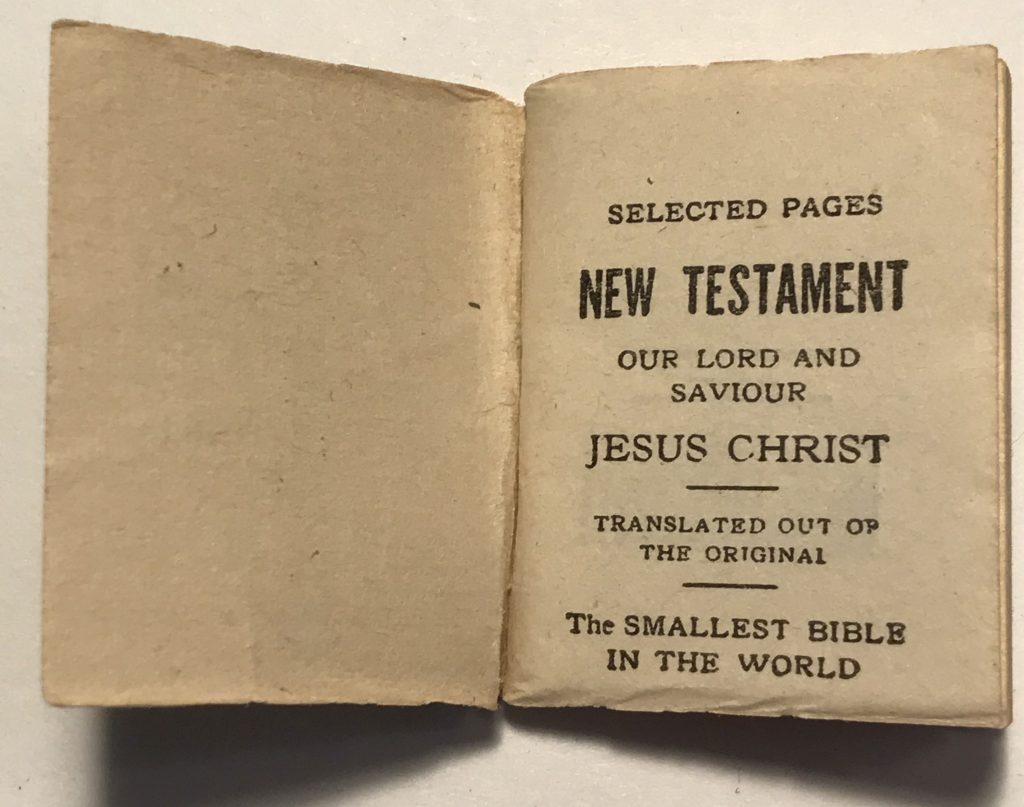 SELECTED PAGES
NEW TESTAMENT
OUR LORD AND
SAVIOUR
JESUS CHRIST
TRANSLATED OUT OF
THE ORIGINAL
The SMALLEST BIBLE
IN THE WORLD